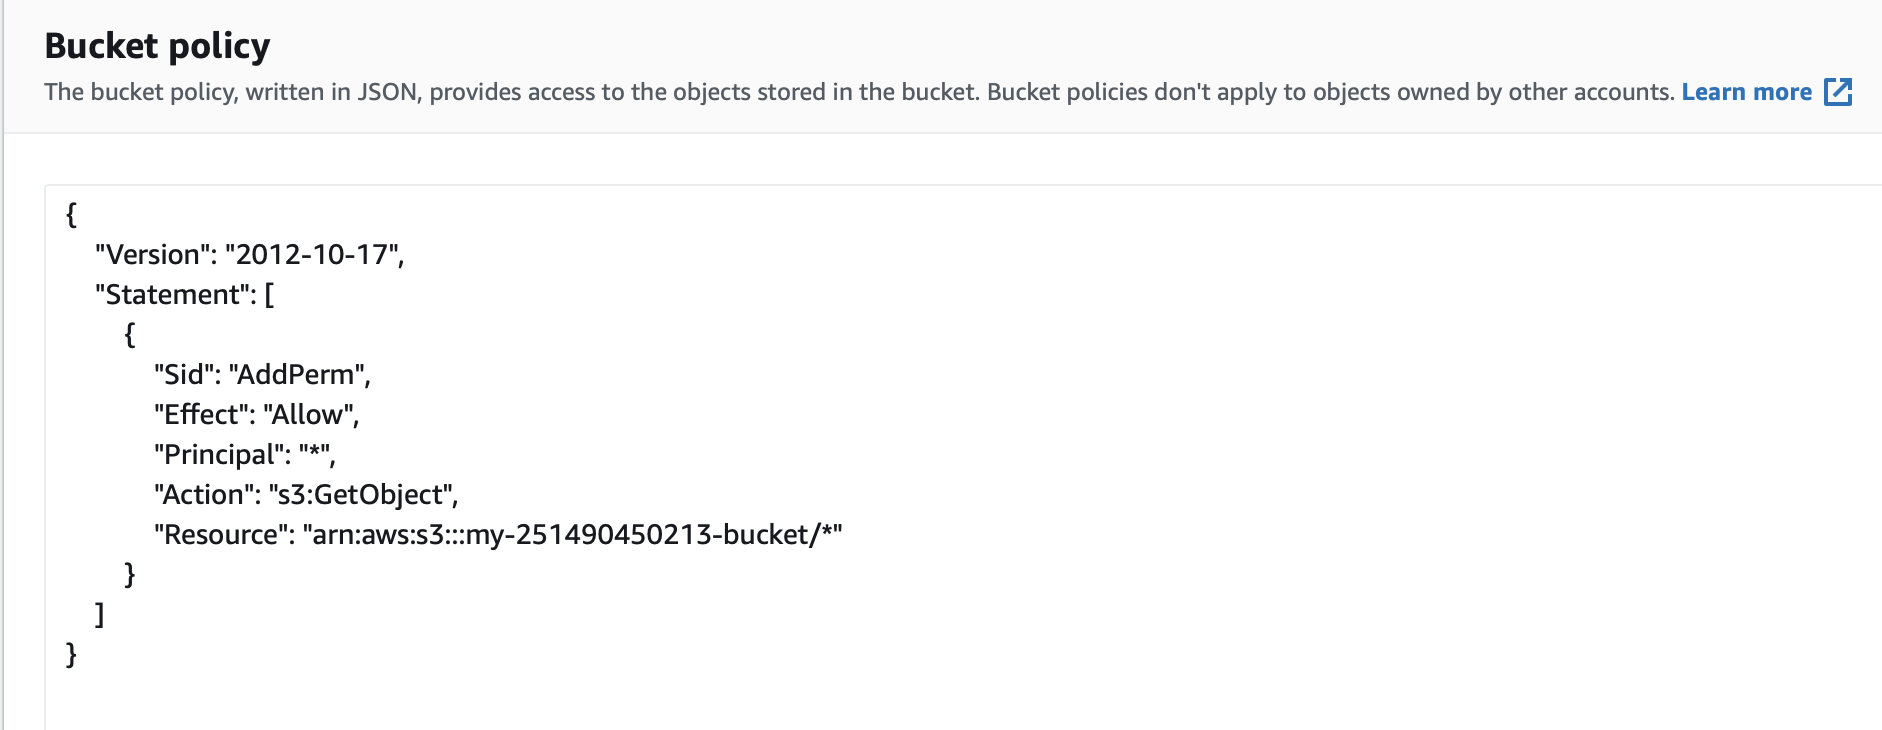 Bucket policy
The bucket policy, written in JSON, provides access to the objects stored in the bucket. Bucket policies don't apply to objects owned by other accounts. Learn more
{
"Version": "2012-10-17",
"Statement": [
{
"Sid": "AddPerm",
"Effect": "Allow",
"Principal": "*",
"Action": "s3:GetObject",
"Resource": "arn:aws:s3:::my-251490450213-bucket/*"
}
]
}